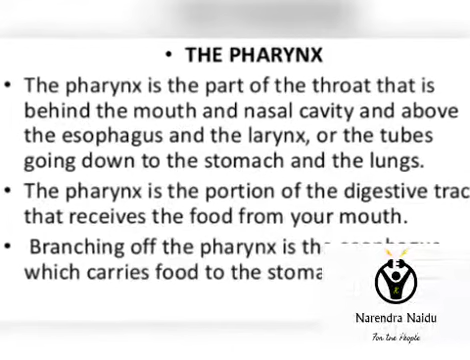 • THE PHARYNX
• The pharynx is the part of the throat that is
behind the mouth and nasal cavity and above
the esophagus and the larynx, or the tubes
going down to the stomach and the lungs.
• The pharynx is the portion of the digestive trac
that receives the food from your mouth.
• Branching off the pharynx is
which carries food to the stoma
Narendra Naidu
For the People